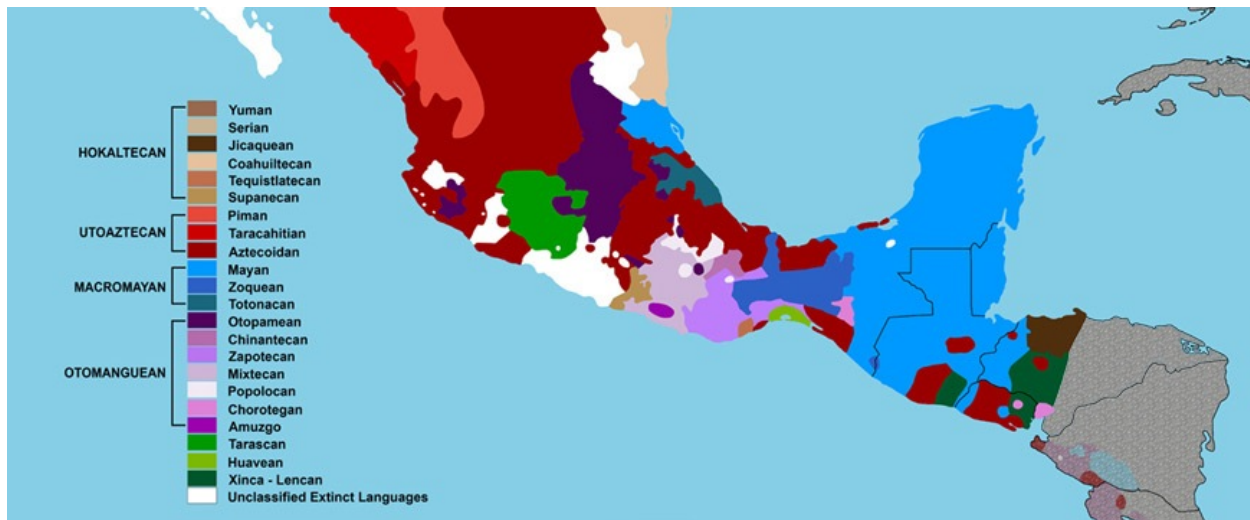 HOKALTECAN
Yuman
Serian
Jicaquean
Coahuiltecan
Tequistlatecan
Supanecan
UTOAZTECAN
Piman
Taracahitian
Aztecoidan
MACROMAYAN
Mayan
Zoquean
Totonacan
OTOMANGUEAN
Otopamean
Chinantecan
Zapotecan
Mixtecan
Popolocan
Chorotegan
Amuzgo
Tarascan
Huavean
Xinca - Lencan
Unclassified Extinct Languages